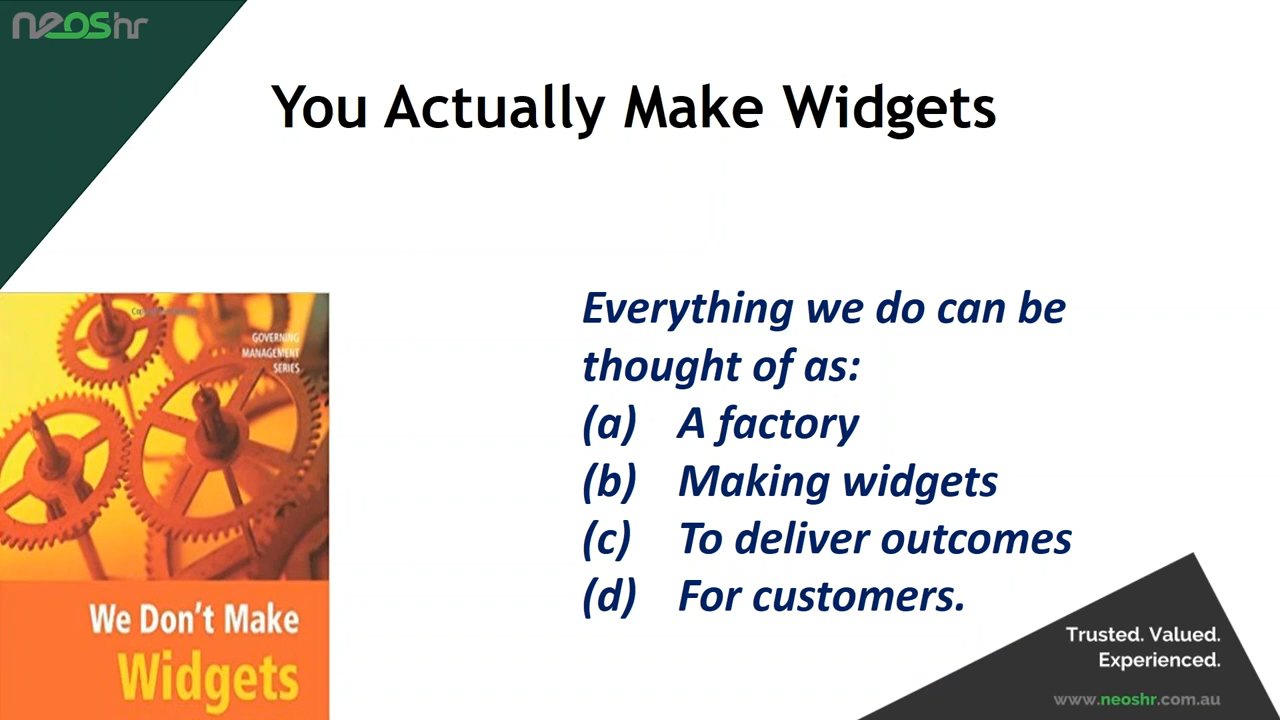 neoshr
You Actually Make Widgets
Everything we do can be
thought of as:
(a) A factory
(b) Making widgets
(c) To deliver outcomes
(d) For customers.
GOVERNING
MANAGEMENT
SERIES
We Don't Make
Widgets
Trusted. Valued.
Experienced.
www.neoshr.com.au